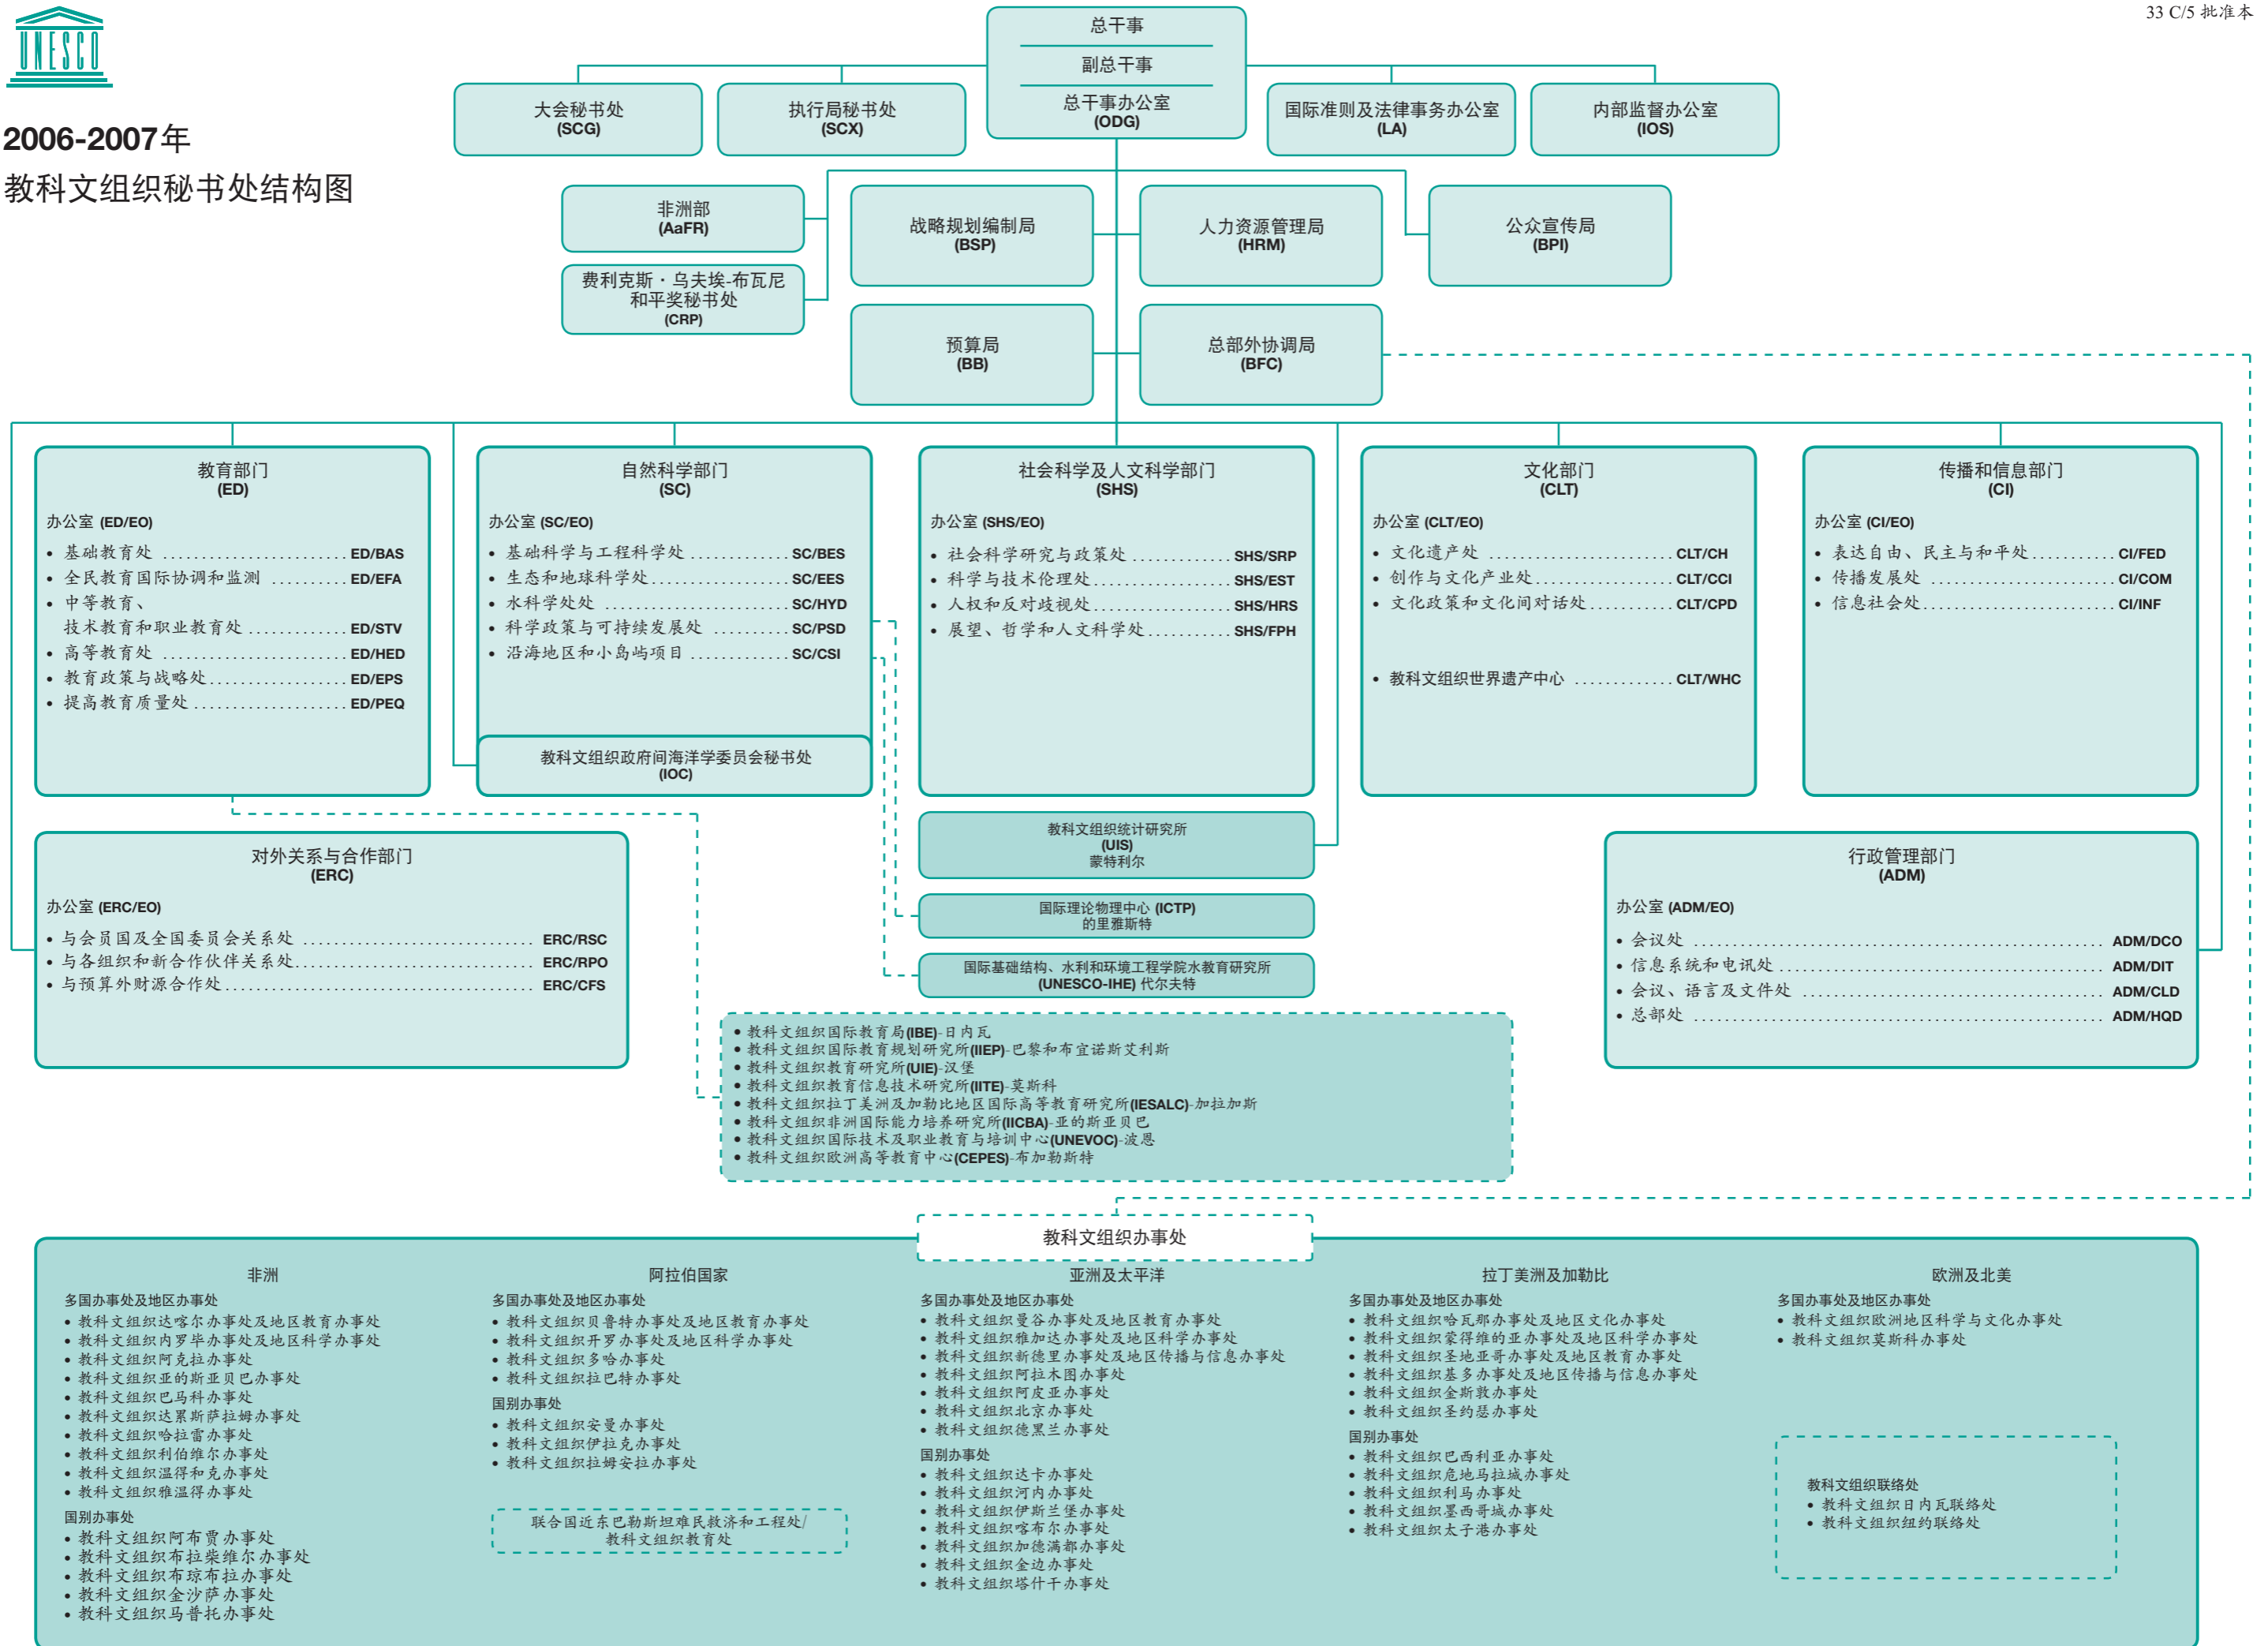 33 C/5 批准本
UNESCO
2006-2007年
教科文组织秘书处结构图
总干事
副总干事
总干事办公室
(ODG)
大会秘书处
(SCG)
执行局秘书处
(SCX)
国际准则及法律事务办公室
(LA)
内部监督办公室
(IOS)
非洲部
(AaFR)
费利克斯·乌夫埃-布瓦尼
和平奖秘书处
(CRP)
战略规划编制局
(BSP)
人力资源管理局
(HRM)
公众宣传局
(BPI)
预算局
(BB)
总部外协调局
(BFC)
教育部门
(ED)
办公室 (ED/EO)
• 基础教育处 ........................ ED/BAS
• 全民教育国际协调和监测 .......... ED/EFA
• 中等教育、
技术教育和职业教育处 ............. ED/STV
• 高等教育处 ........................ ED/HED
• 教育政策与战略处.................. ED/EPS
• 提高教育质量处 .................... ED/PEQ
自然科学部门
(SC)
办公室 (SC/EO)
• 基础科学与工程科学处 ............. SC/BES
• 生态和地球科学处.................. SC/EES
• 水科学处处 ........................ SC/HYD
• 科学政策与可持续发展处 ........... SC/PSD
• 沿海地区和小岛屿项目 ............. SC/CSI
教科文组织政府间海洋学委员会秘书处
(IOC)
社会科学及人文科学部门
(SHS)
办公室 (SHS/EO)
• 社会科学研究与政策处 ............. SHS/SRP
• 科学与技术伦理处.................. SHS/EST
• 人权和反对歧视处.................. SHS/HRS
• 展望、哲学和人文科学处........... SHS/FPH
文化部门
(CLT)
办公室 (CLT/EO)
• 文化遗产处 ........................ CLT/CH
• 创作与文化产业处.................. CLT/CCI
• 文化政策和文化间对话处........... CLT/CPD
• 教科文组织世界遗产中心 ............. CLT/WHC
传播和信息部门
(CI)
办公室 (CI/EO)
• 表达自由、民主与和平处........... CI/FED
• 传播发展处 ........................ CI/COM
• 信息社会处......................... CI/INF
对外关系与合作部门
(ERC)
办公室 (ERC/EO)
• 与会员国及全国委员会关系处 .............................. ERC/RSC
• 与各组织和新合作伙伴关系处............................... ERC/RPO
• 与预算外财源合作处........................................ ERC/CFS
教科文组织统计研究所
(UIS)
蒙特利尔
国际理论物理中心 (ICTP)
的里雅斯特
国际基础结构、水利和环境工程学院水教育研究所
(UNESCO-IHE) 代尔夫特
行政管理部门
(ADM)
办公室 (ADM/EO)
• 会议处 ..................................................... ADM/DCO
• 信息系统和电讯处.......................................... ADM/DIT
• 会议、语言及文件处 ....................................... ADM/CLD
• 总部处 ..................................................... ADM/HQD
• 教科文组织国际教育局(IBE)-日内瓦
• 教科文组织国际教育规划研究所(IIEP)-巴黎和布宜诺斯艾利斯
• 教科文组织教育研究所(UIE)-汉堡
• 教科文组织教育信息技术研究所(IITE)-莫斯科
• 教科文组织拉丁美洲及加勒比地区国际高等教育研究所(IESALC)-加拉加斯
• 教科文组织非洲国际能力培养研究所(IICBA)-亚的斯亚贝巴
• 教科文组织国际技术及职业教育与培训中心(UNEVOC)-波恩
• 教科文组织欧洲高等教育中心(CEPES)-布加勒斯特
教科文组织办事处
非洲
多国办事处及地区办事处
• 教科文组织达喀尔办事处及地区教育办事处
• 教科文组织内罗毕办事处及地区科学办事处
• 教科文组织阿克拉办事处
• 教科文组织亚的斯亚贝巴办事处
• 教科文组织巴马科办事处
• 教科文组织达累斯萨拉姆办事处
• 教科文组织哈拉雷办事处
• 教科文组织利伯维尔办事处
• 教科文组织温得和克办事处
• 教科文组织雅温得办事处
国别办事处
• 教科文组织阿布贾办事处
• 教科文组织布拉柴维尔办事处
• 教科文组织布琼布拉办事处
• 教科文组织金沙萨办事处
• 教科文组织马普托办事处
阿拉伯国家
多国办事处及地区办事处
• 教科文组织贝鲁特办事处及地区教育办事处
• 教科文组织开罗办事处及地区科学办事处
• 教科文组织多哈办事处
• 教科文组织拉巴特办事处
国别办事处
• 教科文组织安曼办事处
• 教科文组织伊拉克办事处
• 教科文组织拉姆安拉办事处
联合国近东巴勒斯坦难民救济和工程处/
教科文组织教育处
亚洲及太平洋
多国办事处及地区办事处
• 教科文组织曼谷办事处及地区教育办事处
• 教科文组织雅加达办事处及地区科学办事处
• 教科文组织新德里办事处及地区传播与信息办事处
• 教科文组织阿拉木图办事处
• 教科文组织阿皮亚办事处
• 教科文组织北京办事处
• 教科文组织德黑兰办事处
国别办事处
• 教科文组织达卡办事处
• 教科文组织河内办事处
• 教科文组织伊斯兰堡办事处
• 教科文组织喀布尔办事处
• 教科文组织加德满都办事处
• 教科文组织金边办事处
• 教科文组织塔什干办事处
拉丁美洲及加勒比
多国办事处及地区办事处
• 教科文组织哈瓦那办事处及地区文化办事处
• 教科文组织蒙得维的亚办事处及地区科学办事处
• 教科文组织圣地亚哥办事处及地区教育办事处
• 教科文组织基多办事处及地区传播与信息办事处
• 教科文组织金斯敦办事处
• 教科文组织圣约瑟办事处
国别办事处
• 教科文组织巴西利亚办事处
• 教科文组织危地马拉城办事处
• 教科文组织利马办事处
• 教科文组织墨西哥城办事处
• 教科文组织太子港办事处
欧洲及北美
多国办事处及地区办事处
• 教科文组织欧洲地区科学与文化办事处
• 教科文组织莫斯科办事处
教科文组织联络处
• 教科文组织日内瓦联络处
• 教科文组织纽约联络处